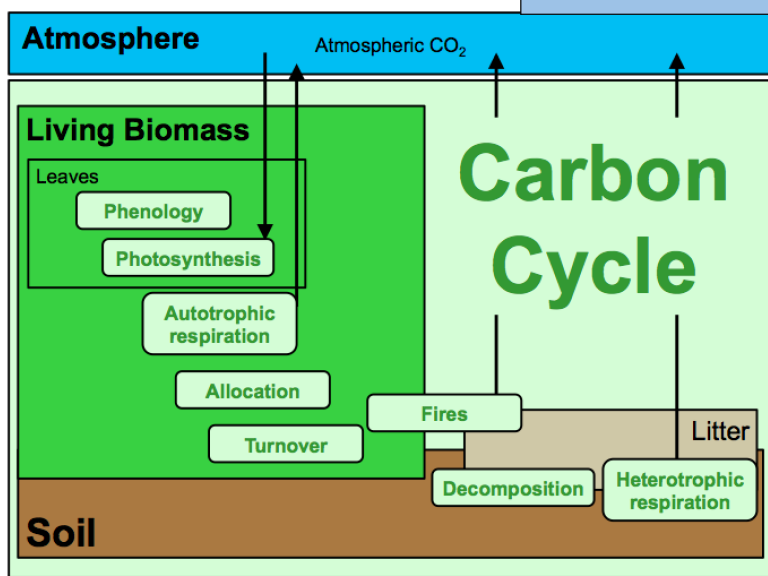 Atmosphere
Atmospheric CO₂
Living Biomass
Leaves
Phenology
Photosynthesis
Autotrophic
respiration
Allocation
Turnover
Carbon
Cycle
Fires
Litter
Decomposition
Heterotrophic
respiration
Soil